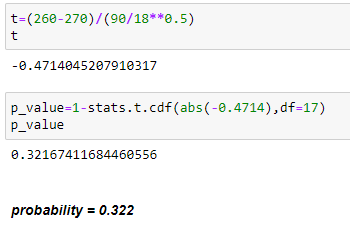 t=(260-270)/(90/18**0.5)
t
-0.4714045207910317
p_value=1-stats.t.cdf(abs(-0.4714),df=17)
p_value
0.32167411684460556
probability = 0.322